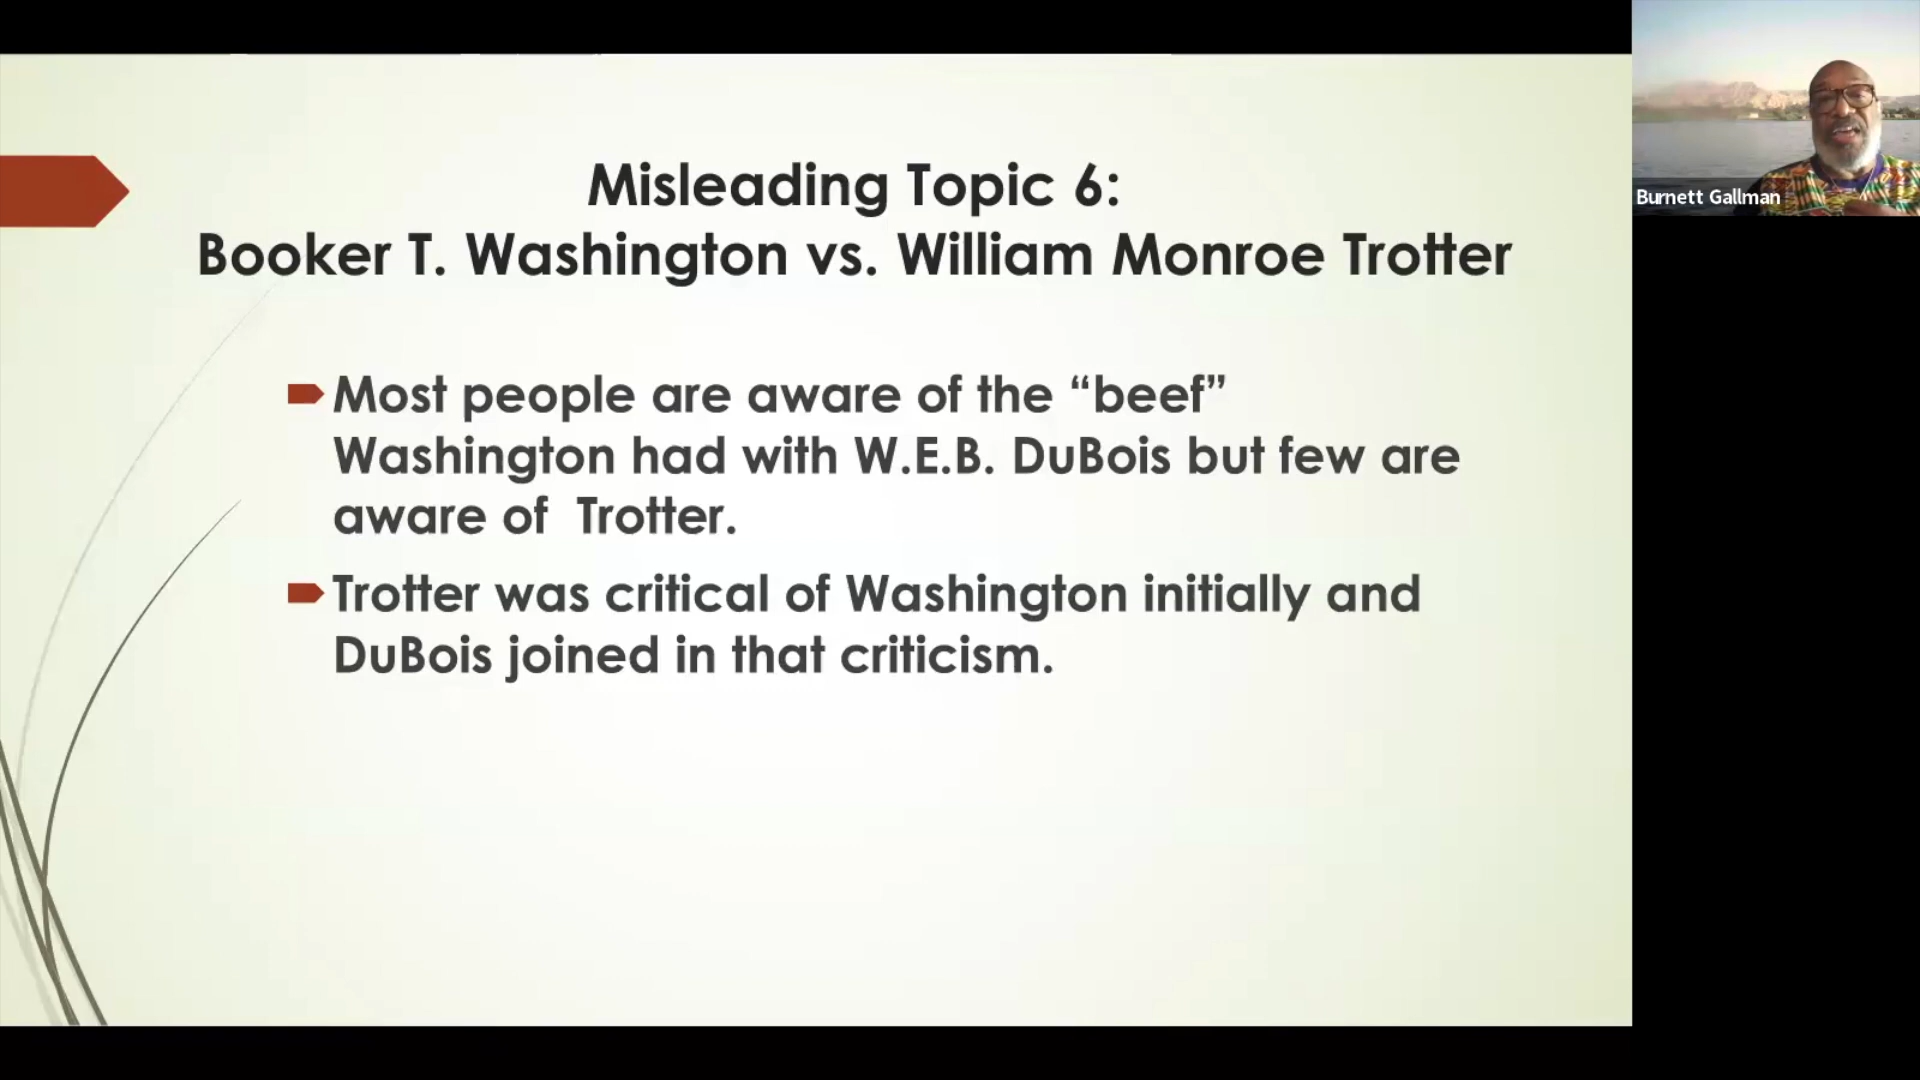 Misleading Topic 6:
Booker T. Washington vs. William Monroe Trotter
Most people are aware of the “beef”
Washington had with W.E.B. DuBois but few are
aware of  Trotter.
Trotter was critical of Washington initially and
DuBois joined in that criticism.
Burnett Gallman